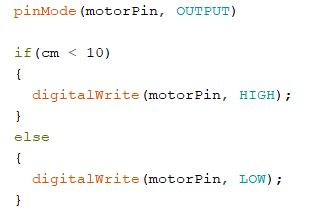 pinMode(motorPin, OUTPUT)
if(cm < 10)
{
digitalWrite(motorPin, HIGH);
}
else
{
digitalWrite(motorPin, LOW);
}